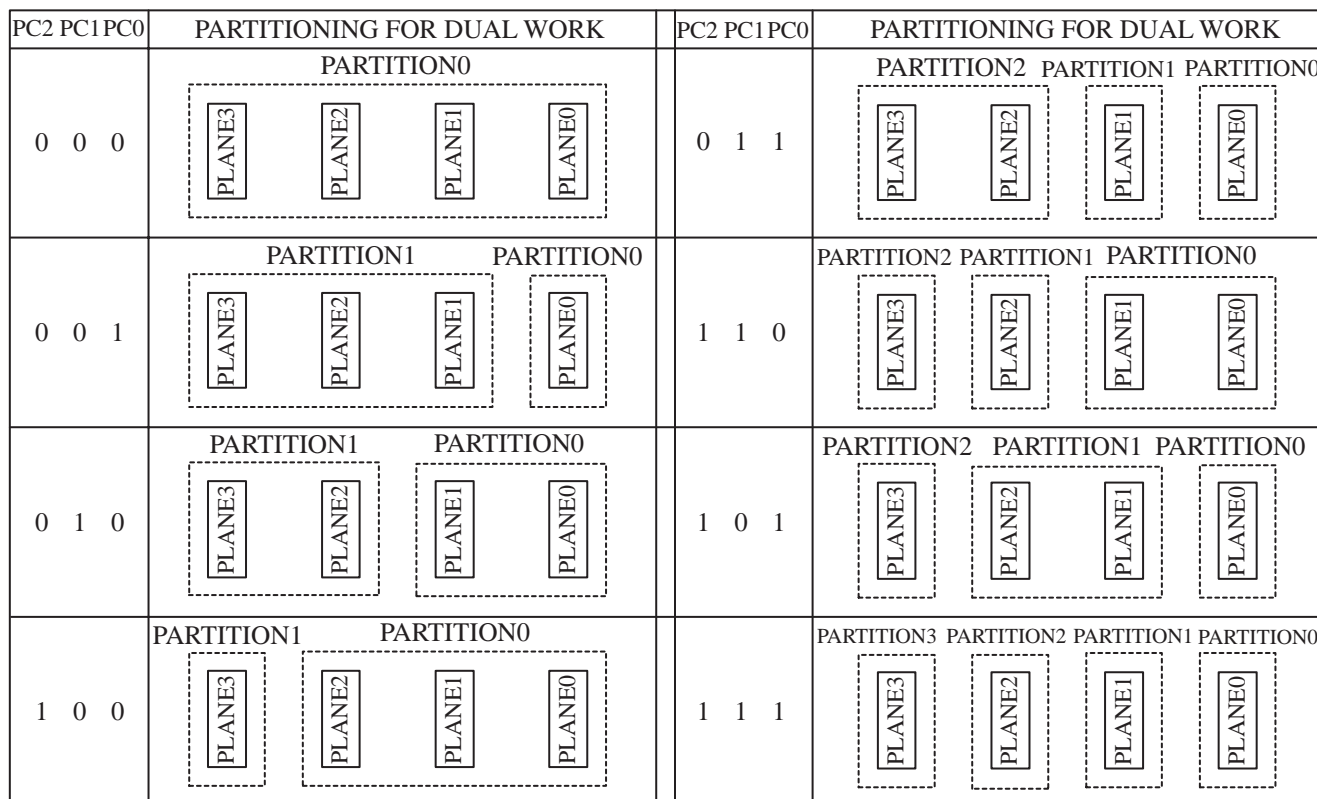 PC2 PC1PC0 PARTITIONING FOR DUAL WORK PC2 PC1PC0 PARTITIONING FOR DUAL WORK
PARTITION0
0 0 0
PLANE3 PLANE2 PLANE1 PLANE0
PARTITION2 PARTITION1 PARTITION0
0 1 1
PLANE3 PLANE2 PLANE1 PLANE0
PARTITION1 PARTITION0
0 0 1
PLANE3 PLANE2 PLANE1 PLANE0
PARTITION2 PARTITION1 PARTITION0
1 1 0
PLANE3 PLANE2 PLANE1 PLANE0
PARTITION1 PARTITION0
0 1 0
PLANE3 PLANE2 PLANE1 PLANE0
PARTITION2 PARTITION1 PARTITION0
1 0 1
PLANE3 PLANE2 PLANE1 PLANE0
PARTITION1 PARTITION0
1 0 0
PLANE3 PLANE2 PLANE1 PLANE0
PARTITION3 PARTITION2 PARTITION1 PARTITION0
1 1 1
PLANE3 PLANE2 PLANE1 PLANE0